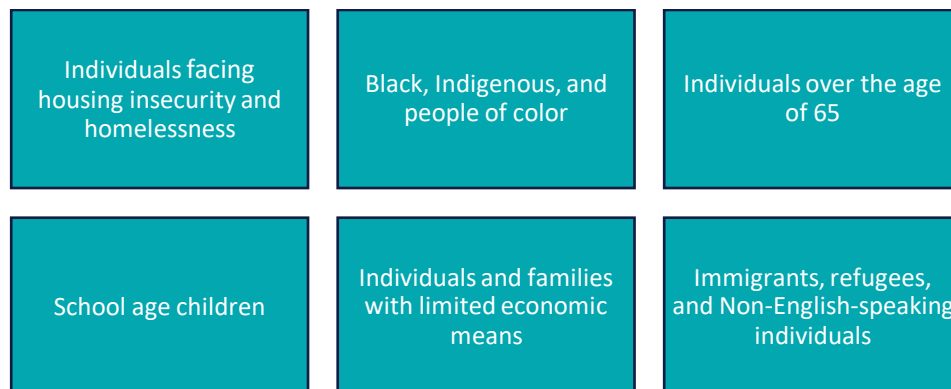 Individuals facing
housing insecurity and
homelessness
Black, Indigenous, and
people of color
Individuals over the age
of 65
School age children
Individuals and families
with limited economic
means
Immigrants, refugees,
and Non-English-speaking
individuals